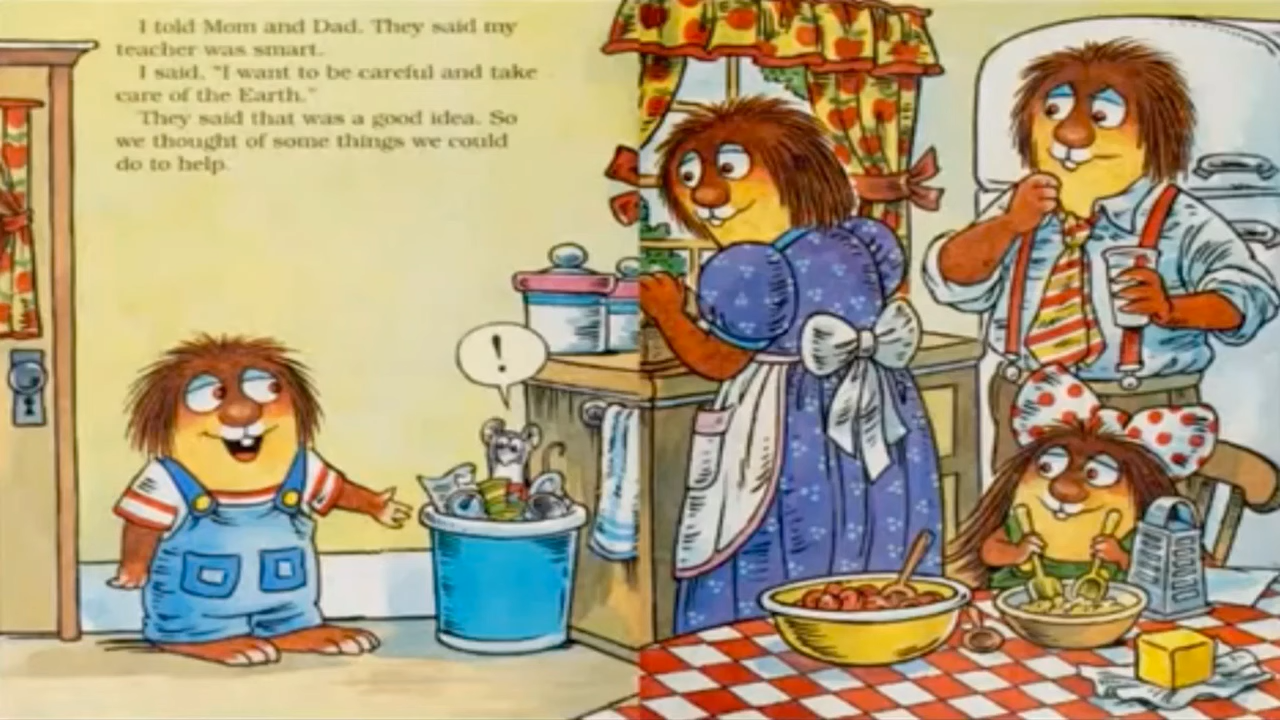 I told Mom and Dad. They said my
teacher was smart.
I said, "I want to be careful and take
care of the Earth."
They said that was a good idea. So
we thought of some things we could
do to help.
!